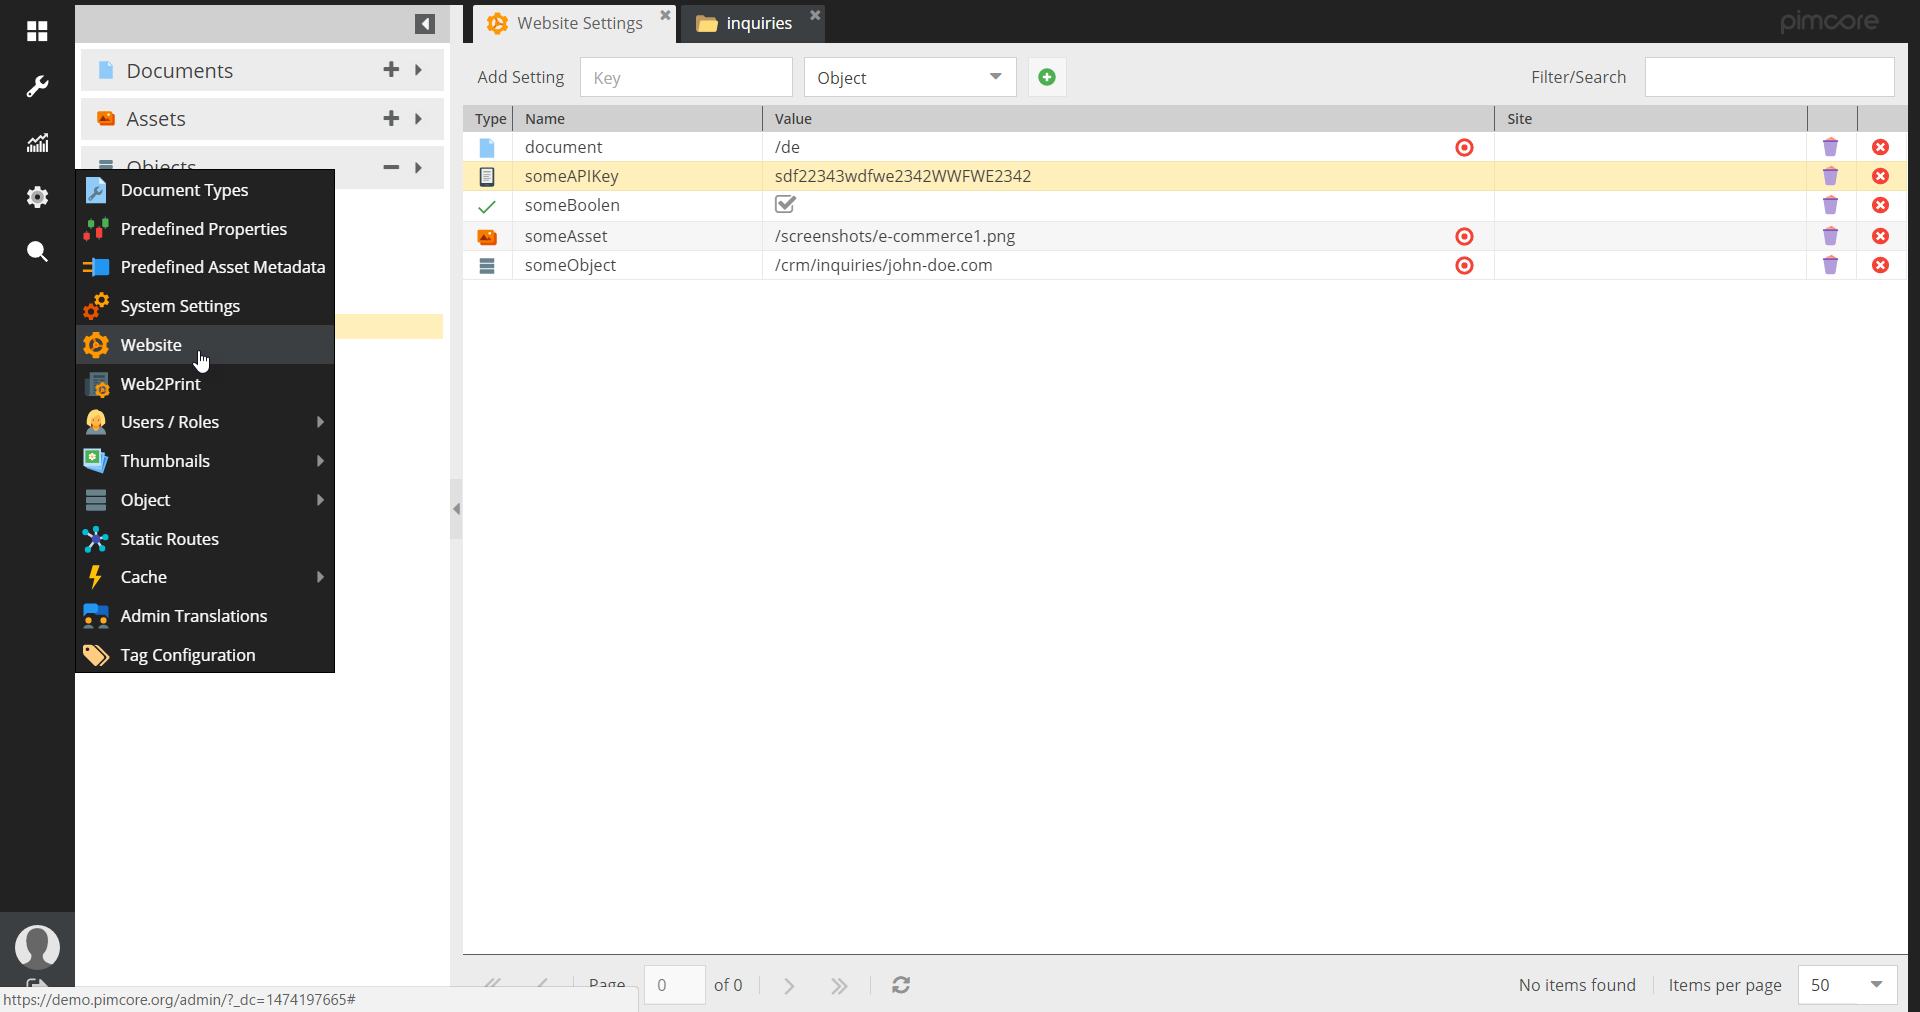 Website Settings
inquiries
pimcore
Documents
Assets
Objects
Document Types
Predefined Properties
Predefined Asset Metadata
System Settings
Website
Web2Print
Users / Roles
Thumbnails
Object
Static Routes
Cache
Admin Translations
Tag Configuration
Add Setting Key Object Filter/Search
Type Name Value Site
document /de
someAPIKey sdf22343wdfwe2342WWFWE2342
someBoolen
someAsset /screenshots/e-commerce1.png
someObject /crm/inquiries/john-doe.com
Page 0 of 0 No items found Items per page 50
https://demo.pimcore.org/admin/?_dc=1474197665#